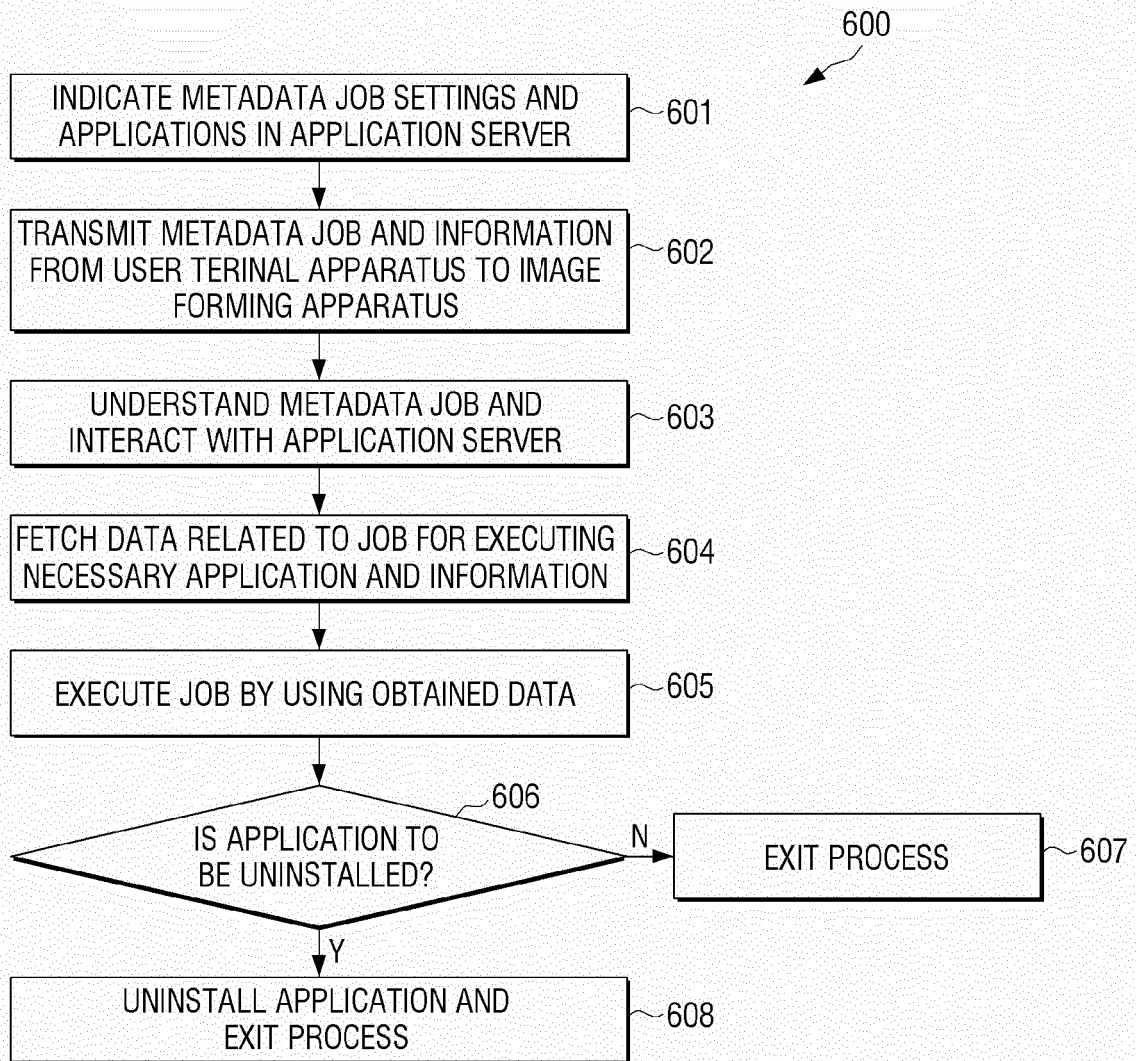 600
INDICATE METADATA JOB SETTINGS AND
APPLICATIONS IN APPLICATION SERVER
601
TRANSMIT METADATA JOB AND INFORMATION
FROM USER TERINAL APPARATUS TO IMAGE
FORMING APPARATUS
602
UNDERSTAND METADATA JOB AND
INTERACT WITH APPLICATION SERVER
603
FETCH DATA RELATED TO JOB FOR EXECUTING
NECESSARY APPLICATION AND INFORMATION
604
EXECUTE JOB BY USING OBTAINED DATA
605
606
IS APPLICATION TO
BE UNINSTALLED?
N
EXIT PROCESS
607
Y
UNINSTALL APPLICATION AND
EXIT PROCESS
608